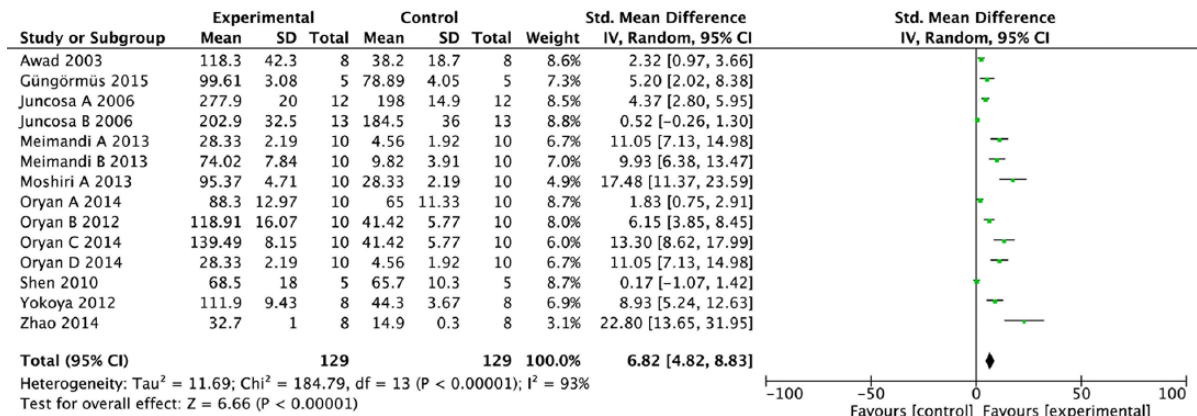 Experimental Control Std. Mean Difference Std. Mean Difference
Study or Subgroup Mean SD Total Mean SD Total Weight IV, Random, 95% CI IV, Random, 95% CI
Awad 2003 118.3 42.3 8 38.2 18.7 8 8.6% 2.32 [0.97, 3.66]
Güngörmüs 2015 99.61 3.08 5 78.89 4.05 5 7.3% 5.20 [2.02, 8.38]
Juncosa A 2006 277.9 20 12 198 14.9 12 8.5% 4.37 [2.80, 5.95]
Juncosa B 2006 202.9 32.5 13 184.5 36 13 8.8% 0.52 [-0.26, 1.30]
Meimandi A 2013 28.33 2.19 10 4.56 1.92 10 6.7% 11.05 [7.13, 14.98]
Meimandi B 2013 74.02 7.84 10 9.82 3.91 10 7.0% 9.93 [6.38, 13.47]
Moshiri A 2013 95.37 4.71 10 28.33 2.19 10 4.9% 17.48 [11.37, 23.59]
Oryan A 2014 88.3 12.97 10 65 11.33 10 8.7% 1.83 [0.75, 2.91]
Oryan B 2012 118.91 16.07 10 41.42 5.77 10 8.0% 6.15 [3.85, 8.45]
Oryan C 2014 139.49 8.15 10 41.42 5.77 10 6.0% 13.30 [8.62, 17.99]
Oryan D 2014 28.33 2.19 10 4.56 1.92 10 6.7% 11.05 [7.13, 14.98]
Shen 2010 68.5 18 5 65.7 10.3 5 8.7% 0.17 [-1.07, 1.42]
Yokoya 2012 111.9 9.43 8 44.3 3.67 8 6.9% 8.93 [5.24, 12.63]
Zhao 2014 32.7 1 8 14.9 0.3 8 3.1% 22.80 [13.65, 31.95]
Total (95% CI) 129 129 100.0% 6.82 [4.82, 8.83]
Heterogeneity: Tau² = 11.69; Chi² = 184.79, df = 13 (P < 0.00001); I² = 93%
Test for overall effect: Z = 6.66 (P < 0.00001)
-100 -50 0 50 100
Favours [control] Favours [experimental]